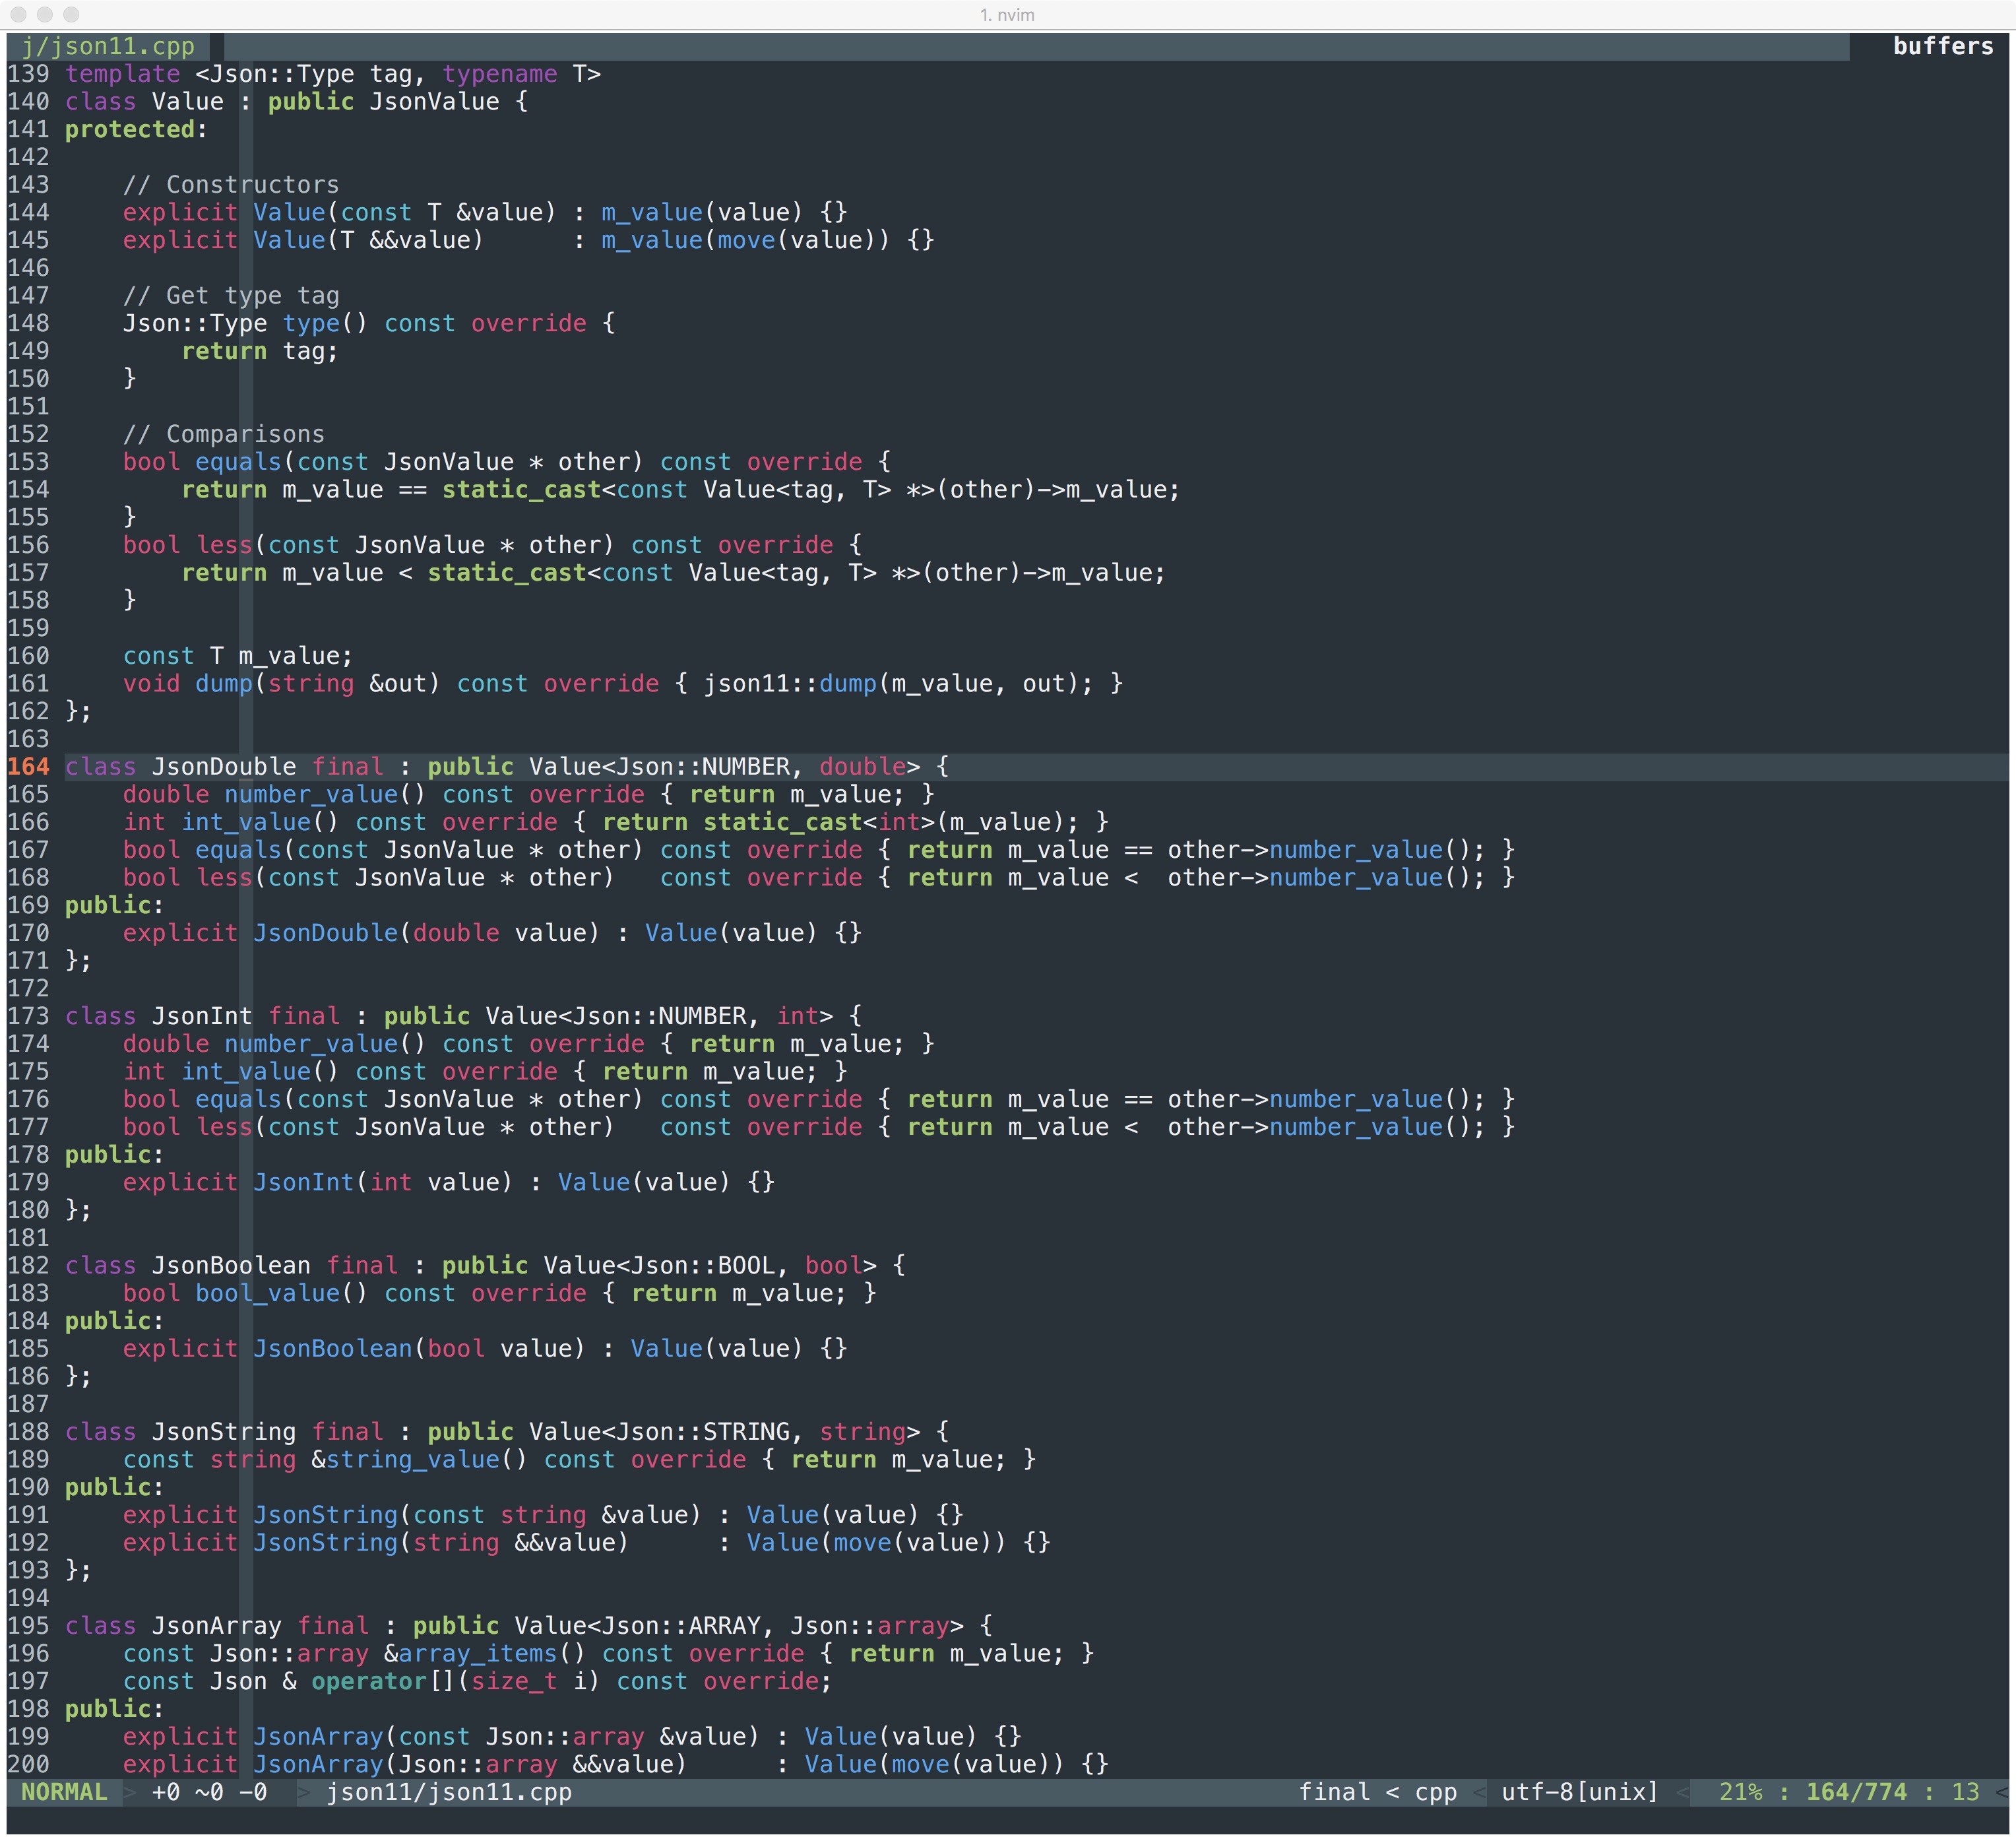 1. nvim
j/json11.cpp buffers
139 template <Json::Type tag, typename T>
140 class Value : public JsonValue {
141 protected:
142
143     // Constructors
144     explicit Value(const T &value) : m_value(value) {}
145     explicit Value(T &&value)      : m_value(move(value)) {}
146
147     // Get type tag
148     Json::Type type() const override {
149         return tag;
150     }
151
152     // Comparisons
153     bool equals(const JsonValue * other) const override {
154         return m_value == static_cast<const Value<tag, T> *>(other)->m_value;
155     }
156     bool less(const JsonValue * other) const override {
157         return m_value < static_cast<const Value<tag, T> *>(other)->m_value;
158     }
159
160     const T m_value;
161     void dump(string &out) const override { json11::dump(m_value, out); }
162 };
163
164 class JsonDouble final : public Value<Json::NUMBER, double> {
165     double number_value() const override { return m_value; }
166     int int_value() const override { return static_cast<int>(m_value); }
167     bool equals(const JsonValue * other) const override { return m_value == other->number_value(); }
168     bool less(const JsonValue * other)   const override { return m_value <  other->number_value(); }
169 public:
170     explicit JsonDouble(double value) : Value(value) {}
171 };
172
173 class JsonInt final : public Value<Json::NUMBER, int> {
174     double number_value() const override { return m_value; }
175     int int_value() const override { return m_value; }
176     bool equals(const JsonValue * other) const override { return m_value == other->number_value(); }
177     bool less(const JsonValue * other)   const override { return m_value <  other->number_value(); }
178 public:
179     explicit JsonInt(int value) : Value(value) {}
180 };
181
182 class JsonBoolean final : public Value<Json::BOOL, bool> {
183     bool bool_value() const override { return m_value; }
184 public:
185     explicit JsonBoolean(bool value) : Value(value) {}
186 };
187
188 class JsonString final : public Value<Json::STRING, string> {
189     const string &string_value() const override { return m_value; }
190 public:
191     explicit JsonString(const string &value) : Value(value) {}
192     explicit JsonString(string &&value)      : Value(move(value)) {}
193 };
194
195 class JsonArray final : public Value<Json::ARRAY, Json::array> {
196     const Json::array &array_items() const override { return m_value; }
197     const Json & operator[](size_t i) const override;
198 public:
199     explicit JsonArray(const Json::array &value) : Value(value) {}
200     explicit JsonArray(Json::array &&value)      : Value(move(value)) {}
NORMAL > +0 ~0 -0 > json11/json11.cpp final < cpp < utf-8[unix] < 21% : 164/774 : 13 <